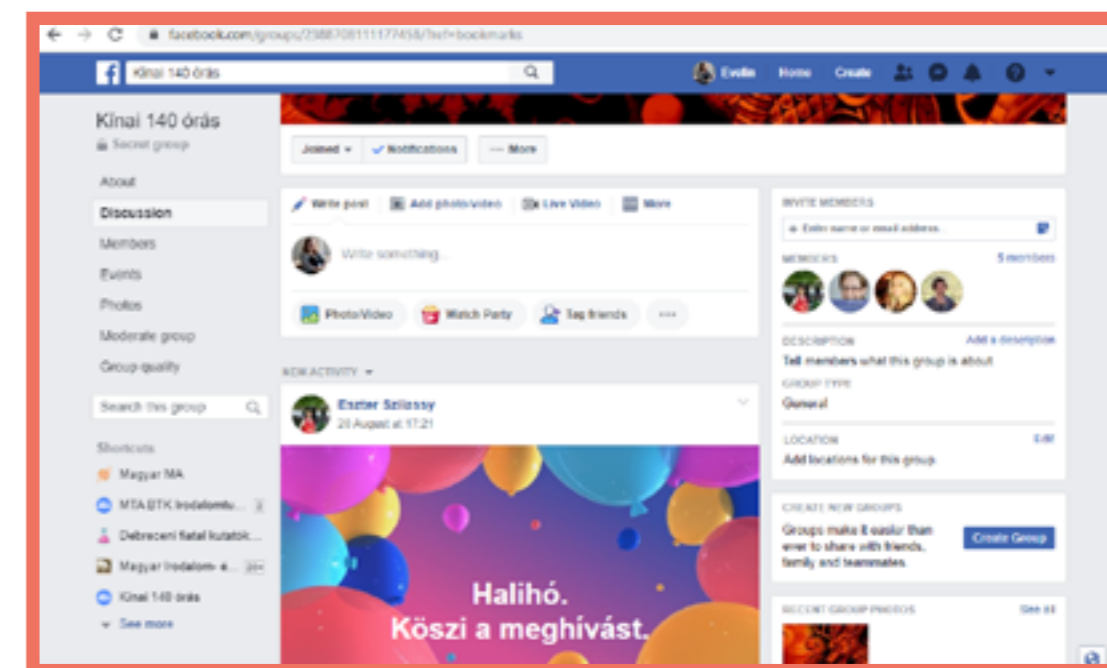 facebook.com/groups/2388708111177458/?ref=bookmarks
Kínai 140 órás
Evelin Home Create
Kínai 140 órás
Secret group
About
Discussion
Members
Events
Photos
Moderate group
Group quality
Search this group
Shortcuts
Magyar MA
MTA BTK Irodalomtu...
Debreceni fiatal kutatók...
Magyar Irodalom- é... 20+
Kínai 140 órás
See more
Joined Notifications More
Write post Add photo/video Live Video More
Write something...
Photo/Video Watch Party Tag friends
NEW ACTIVITY
Eszter Szilassy
20 August at 17:21
Halihó.
Köszi a meghívást.
INVITE MEMBERS
Enter name or email address...
MEMBERS 5 members
DESCRIPTION Add a description
Tell members what this group is about
GROUP TYPE
General
LOCATION Edit
Add locations for this group.
CREATE NEW GROUPS
Groups make it easier than
ever to share with friends,
family and teammates.
Create Group
RECENT GROUP PHOTOS See all